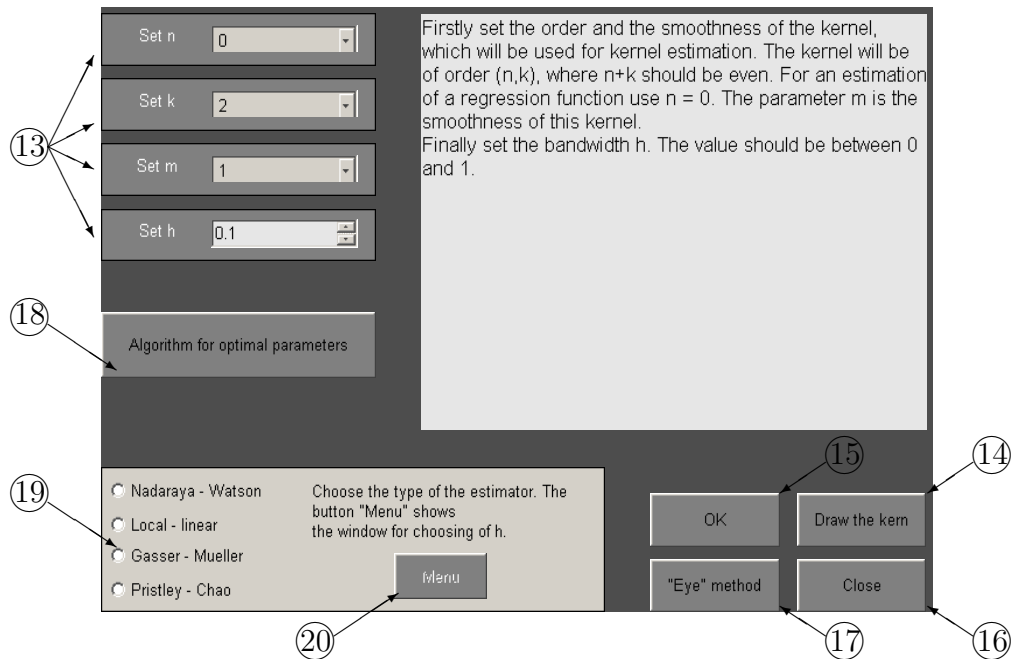 Set n 0
Set k 2
Set m 1
Set h 0.1
Firstly set the order and the smoothness of the kernel,
which will be used for kernel estimation. The kernel will be
of order (n,k), where n+k should be even. For an estimation
of a regression function use n = 0. The parameter m is the
smoothness of this kernel.
Finally set the bandwidth h. The value should be between 0
and 1.
13
18
Algorithm for optimal parameters
15
14
19
Nadaraya - Watson
Local - linear
Gasser - Mueller
Pristley - Chao
Choose the type of the estimator. The
button "Menu" shows
the window for choosing of h.
Menu
OK
Draw the kern
"Eye" method
Close
20
17
16